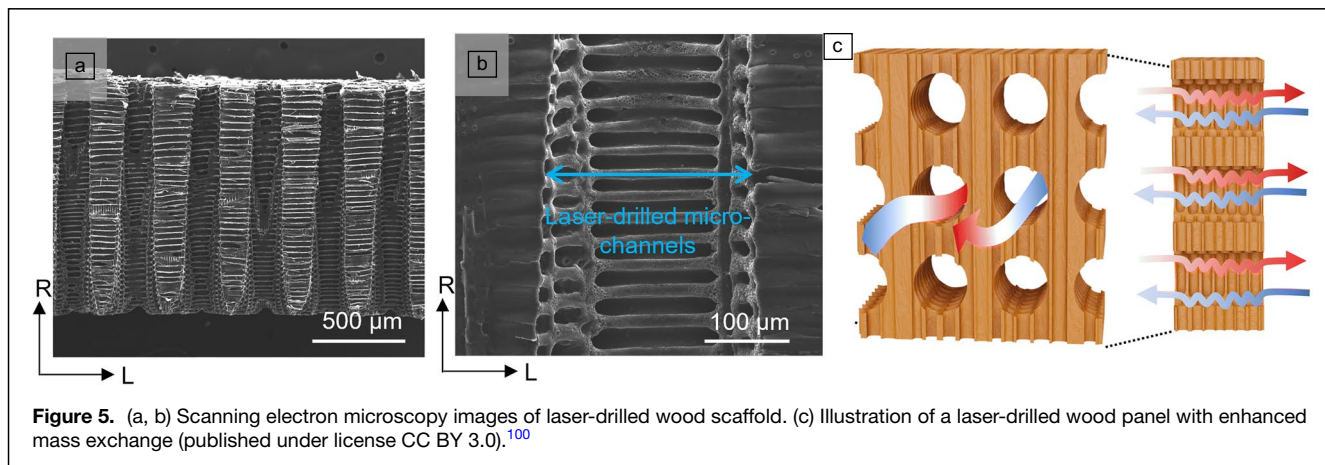 a
R
L
500 µm
b
Laser-drilled micro-
channels
R
L
100 µm
c
Figure 5. (a, b) Scanning electron microscopy images of laser-drilled wood scaffold. (c) Illustration of a laser-drilled wood panel with enhanced
mass exchange (published under license CC BY 3.0).100